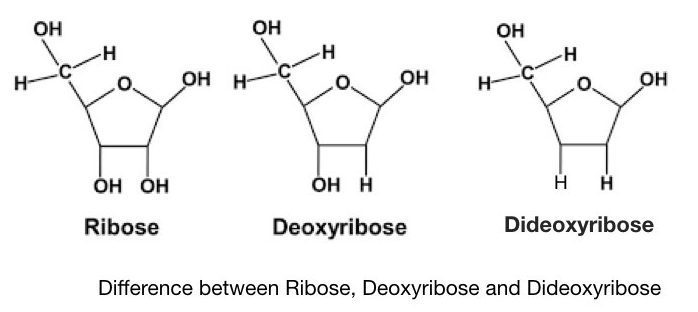 OH OH OH
H H H
H C O OH H C O OH H C O OH
OH OH OH H H H
Ribose Deoxyribose Dideoxyribose
Difference between Ribose, Deoxyribose and Dideoxyribose